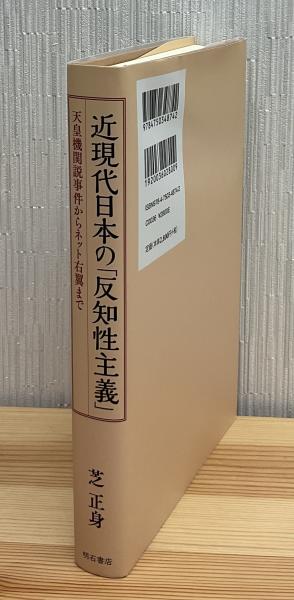 近現代日本の「反知性主義」
天皇機関説事件からネット右翼まで
芝 正身
明石書店
9784750348742